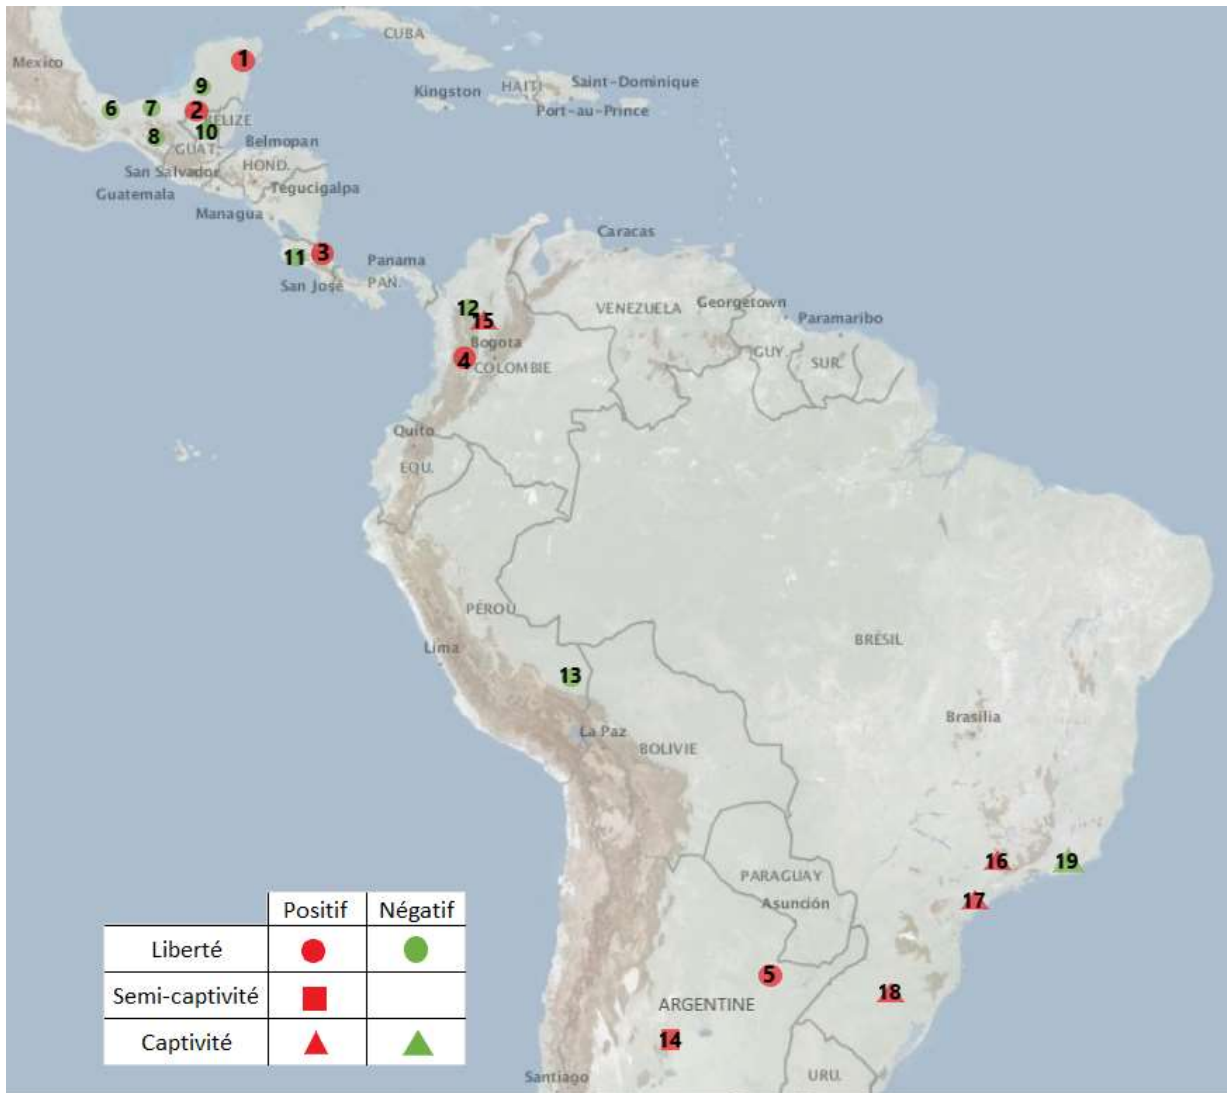 CUBA
1
Mexico
9
Kingston
HAITI
Saint-Dominique
Port-au-Prince
6
7
2
BELIZE
10
8
GUAT.
Belmopan
San Salvador
HOND.
Guatemala
Tegucigalpa
Managua
11
3
Panama
PAN.
San José
Caracas
12
15
VENEZUELA
Georgetown
Paramaribo
Bogota
4
COLOMBIE
GUY.
SUR.
Quito
EQU.
PÉROU
Lima
BRÉSIL
13
La Paz
BOLIVIE
Brasilia
16
19
PARAGUAY
17
Asunción
5
18
ARGENTINE
14
Santiago
URU.
Positif Négatif
Liberté
Semi-captivité
Captivité